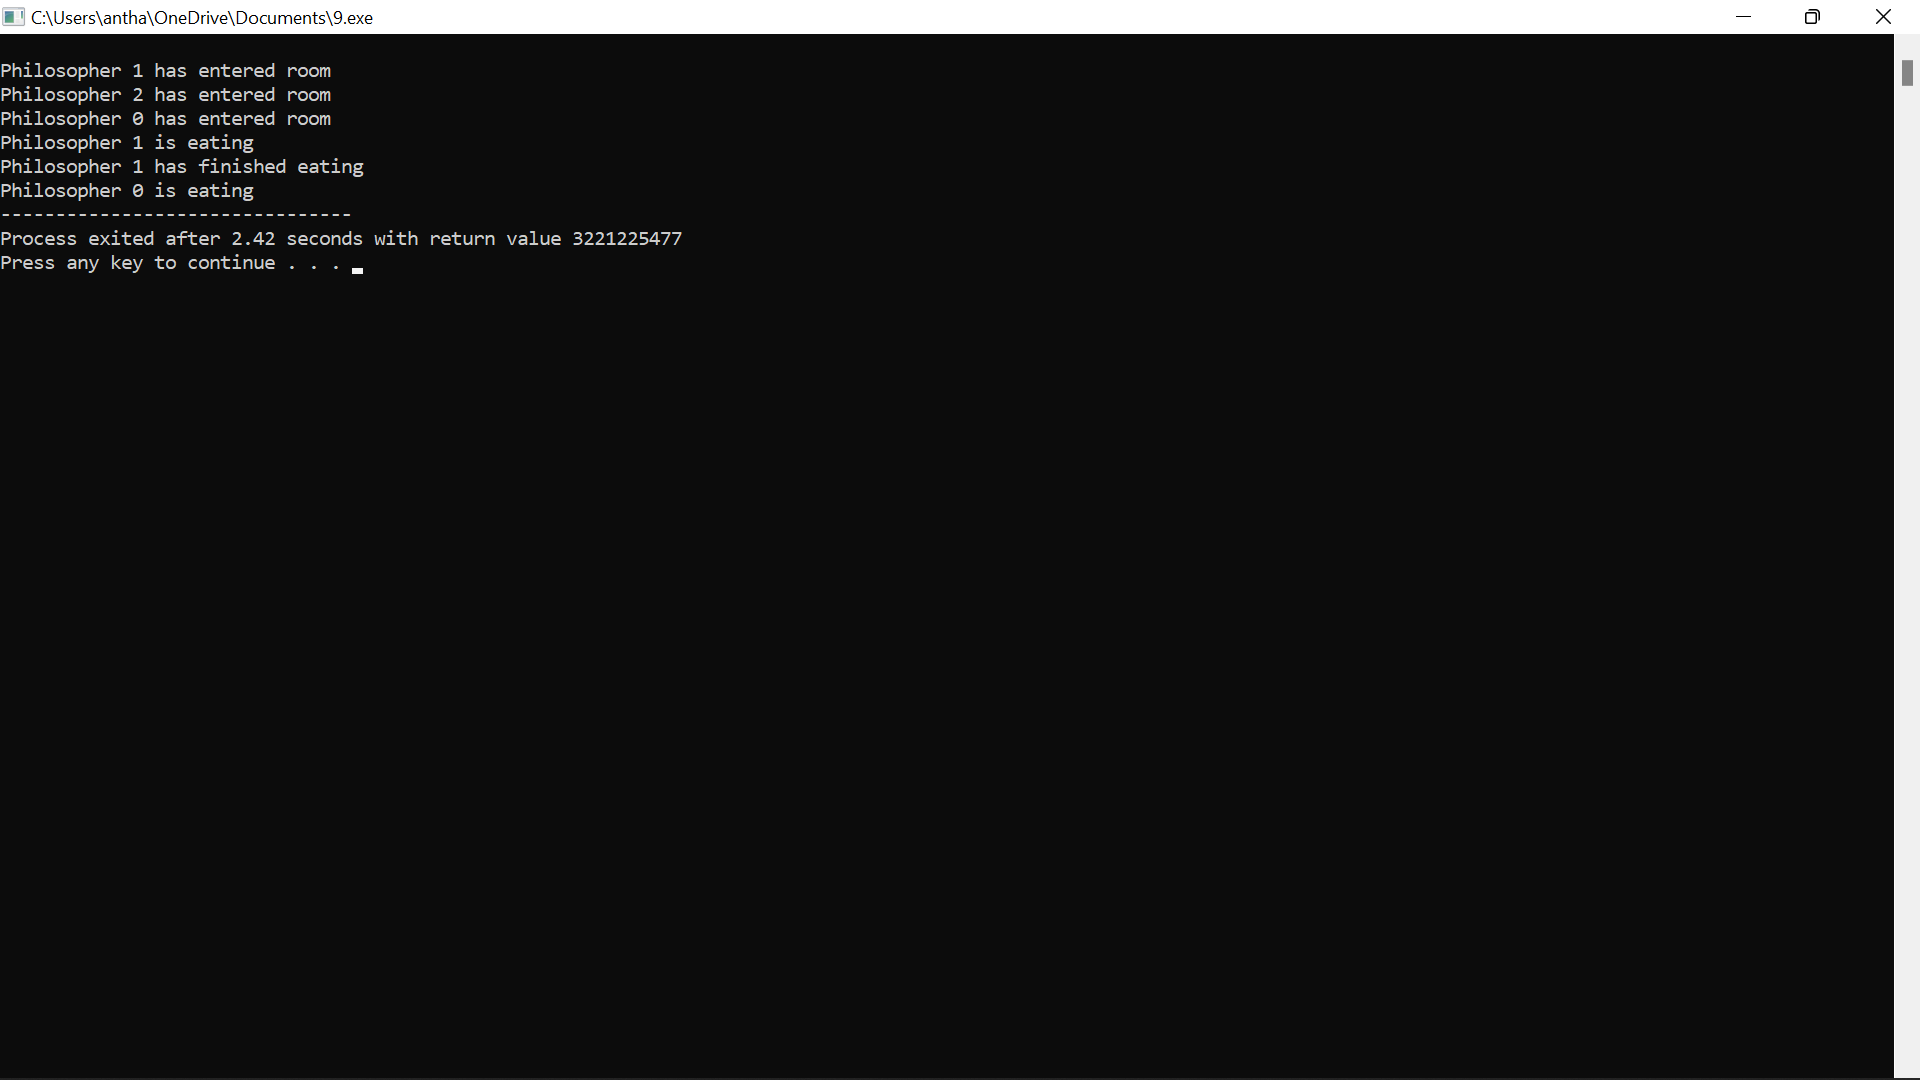 C:\Users\antha\OneDrive\Documents\9.exe
Philosopher 1 has entered room
Philosopher 2 has entered room
Philosopher 0 has entered room
Philosopher 1 is eating
Philosopher 1 has finished eating
Philosopher 0 is eating
--------------------------------
Process exited after 2.42 seconds with return value 3221225477
Press any key to continue . . .